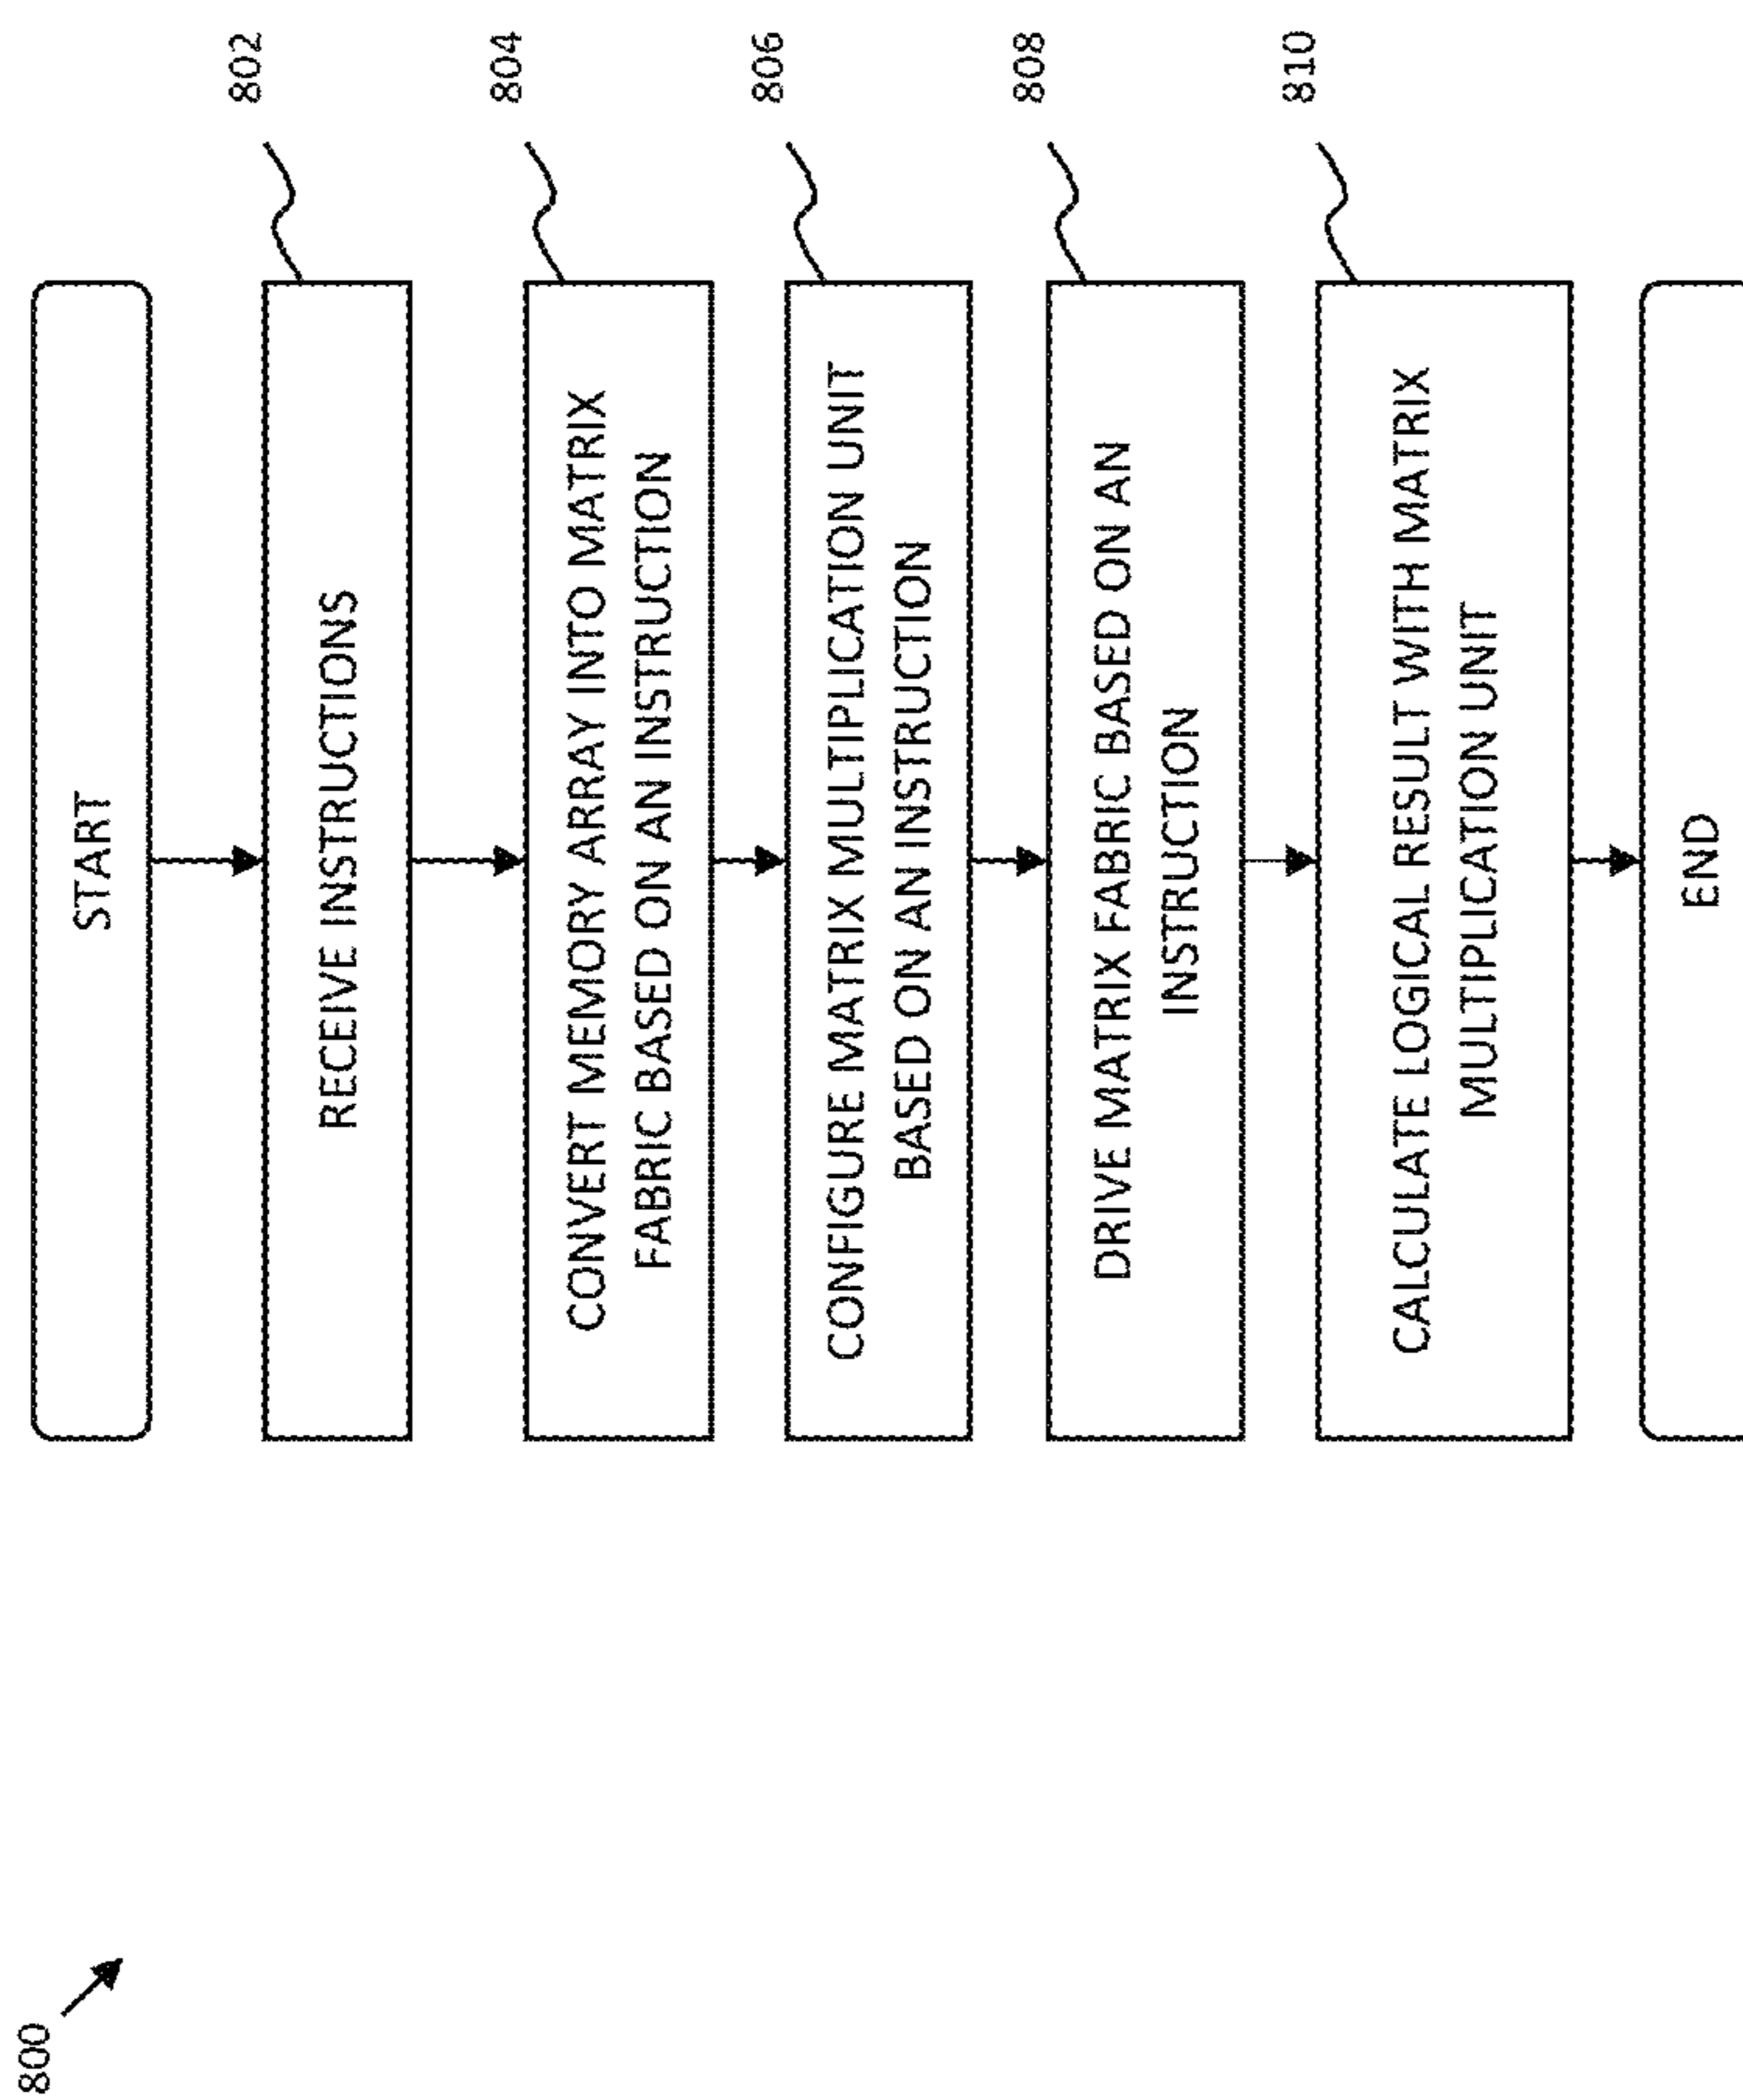 800
START
802
RECEIVE INSTRUCTIONS
804
CONVERT MEMORY ARRAY INTO MATRIX
FABRIC BASED ON AN INSTRUCTION
806
CONFIGURE MATRIX MULTIPLICATION UNIT
BASED ON AN INSTRUCTION
808
DRIVE MATRIX FABRIC BASED ON AN
INSTRUCTION
810
CALCULATE LOGICAL RESULT WITH MATRIX
MULTIPLICATION UNIT
END